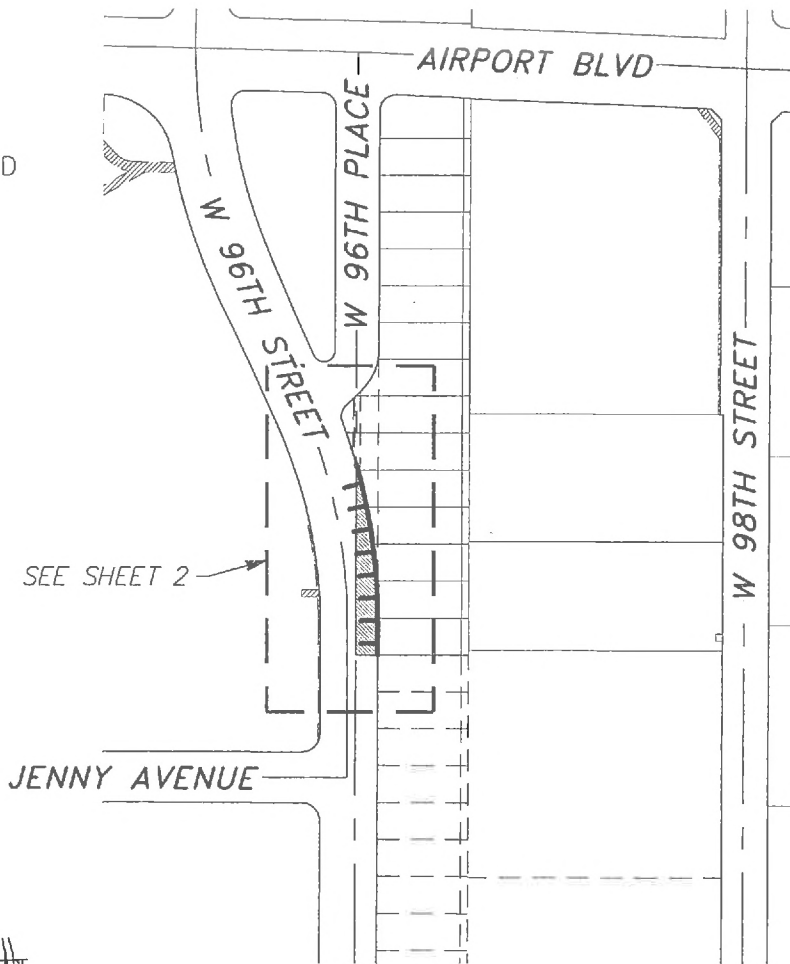 AIRPORT BLVD
W 96TH PLACE
D
W 96TH STREET
W 98TH STREET
SEE SHEET 2
JENNY AVENUE